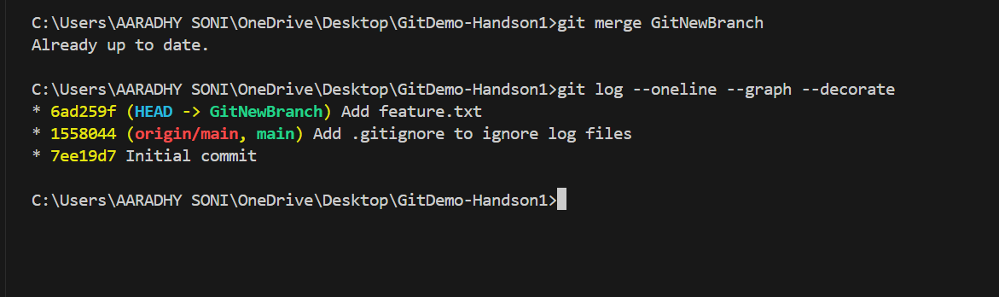 C:\Users\AARADHY SONI\OneDrive\Desktop\GitDemo-Handson1>git merge GitNewBranch
Already up to date.
C:\Users\AARADHY SONI\OneDrive\Desktop\GitDemo-Handson1>git log --oneline --graph --decorate
* 6ad259f (HEAD -> GitNewBranch) Add feature.txt
* 1558044 (origin/main, main) Add .gitignore to ignore log files
* 7ee19d7 Initial commit
C:\Users\AARADHY SONI\OneDrive\Desktop\GitDemo-Handson1>